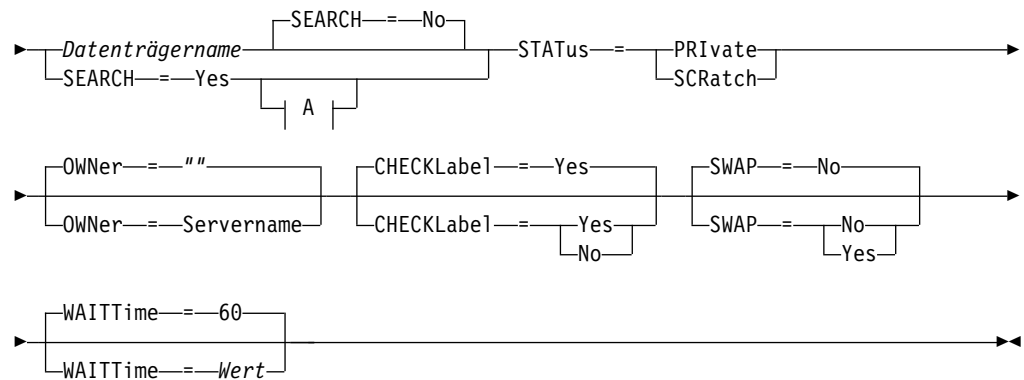 SEARCH = No
Datenträgername STATus = PRIvate
SEARCH = Yes SCRatch
A
OWNer = "" CHECKLabel = Yes SWAP = No
OWNer = Servername CHECKLabel = Yes SWAP = No
No Yes
WAITTime = 60
WAITTime = Wert